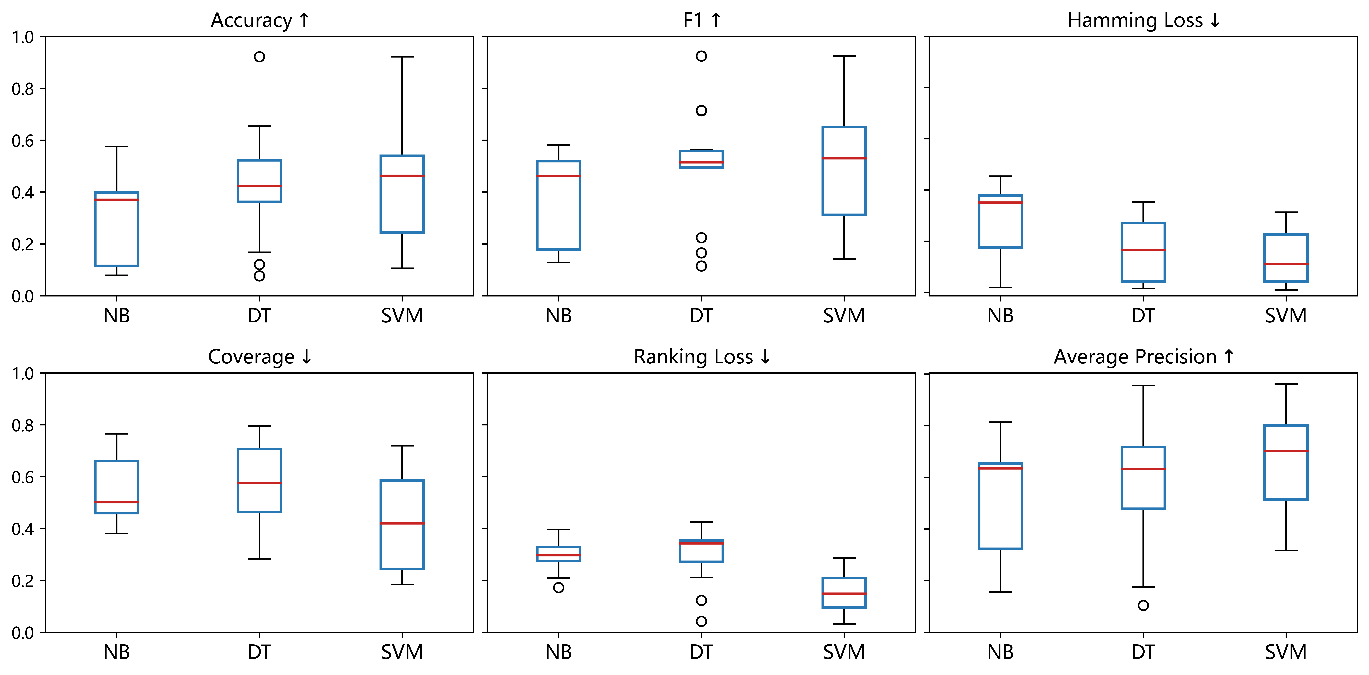 Accuracy ↑
F1 ↑
Hamming Loss ↓
1.0
0.8
0.6
0.4
0.2
0.0
NB DT SVM
NB DT SVM
NB DT SVM
Coverage ↓
Ranking Loss ↓
Average Precision ↑
1.0
0.8
0.6
0.4
0.2
0.0
NB DT SVM
NB DT SVM
NB DT SVM